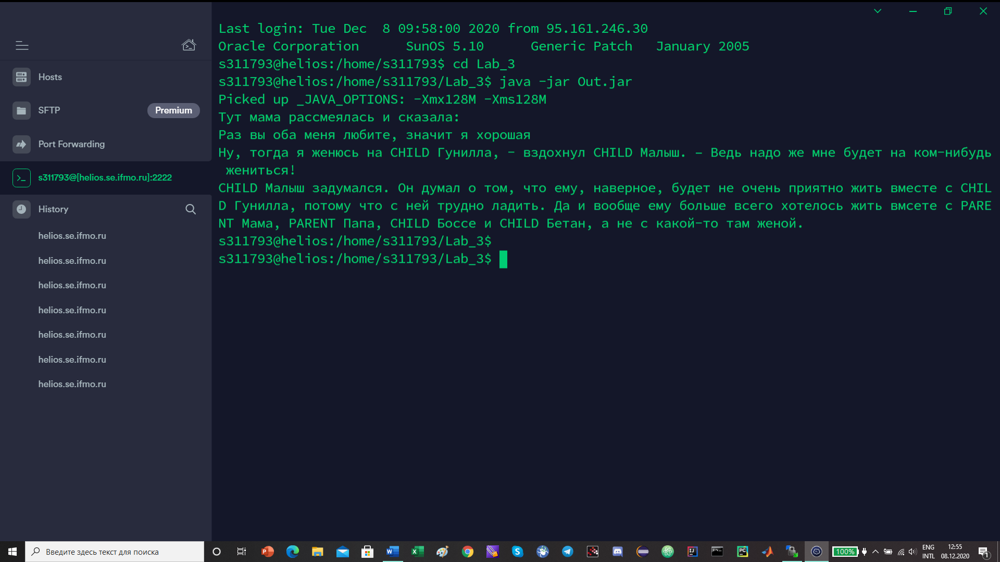 Last login: Tue Dec  8 09:58:00 2020 from 95.161.246.30
Oracle Corporation      SunOS 5.10      Generic Patch   January 2005
s311793@helios:/home/s311793$ cd Lab_3
s311793@helios:/home/s311793/Lab_3$ java -jar Out.jar
Picked up _JAVA_OPTIONS: -Xmx128M -Xms128M
Тут мама рассмеялась и сказала:
Раз вы оба меня любите, значит я хорошая
Ну, тогда я женюсь на CHILD Гунилла, - вздохнул CHILD Малыш. – Ведь надо же мне будет на ком-нибудь
жениться!
CHILD Малыш задумался. Он думал о том, что ему, наверное, будет не очень приятно жить вместе с CHIL
D Гунилла, потому что с ней трудно ладить. Да и вообще ему больше всего хотелось жить вмсете с PARE
NT Мама, PARENT Папа, CHILD Боссе и CHILD Бетан, а не с какой-то там женой.
s311793@helios:/home/s311793/Lab_3$
s311793@helios:/home/s311793/Lab_3$
Hosts
SFTP Premium
Port Forwarding
s311793@[helios.se.ifmo.ru]:2222
History
helios.se.ifmo.ru
helios.se.ifmo.ru
helios.se.ifmo.ru
helios.se.ifmo.ru
helios.se.ifmo.ru
helios.se.ifmo.ru
helios.se.ifmo.ru
Введите здесь текст для поиска
100%
ENG
INTL
12:55
08.12.2020
1